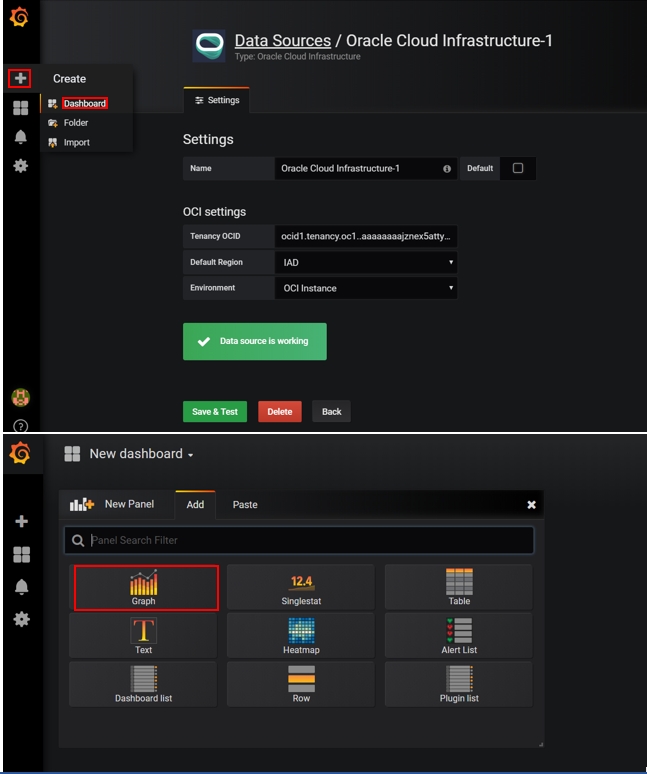 Data Sources / Oracle Cloud Infrastructure-1
Type: Oracle Cloud Infrastructure
Create
Dashboard
Folder
Import
Settings
Settings
Name Oracle Cloud Infrastructure-1 Default
OCI settings
Tenancy OCID ocid1.tenancy.oc1..aaaaaaaajznex5atty...
Default Region IAD
Environment OCI Instance
Data source is working
Save & Test Delete Back
?
New dashboard
New Panel Add Paste
Panel Search Filter
12.4
Graph Singlestat Table
T
Text Heatmap Alert List
Dashboard list Row Plugin list